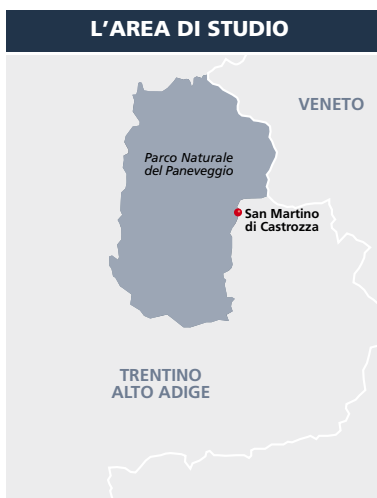 L’AREA DI STUDIO
VENETO
Parco Naturale
del Paneveggio
San Martino
di Castrozza
TRENTINO
ALTO ADIGE